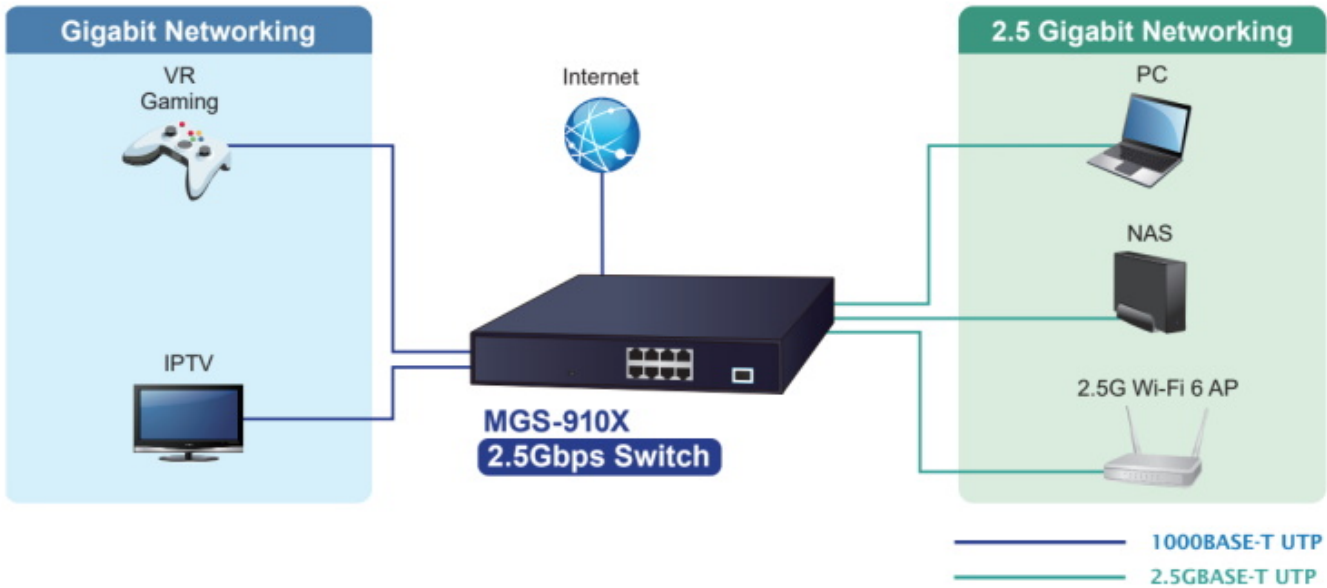 Gigabit Networking
VR
Gaming
IPTV
Internet
MGS-910X
2.5Gbps Switch
2.5 Gigabit Networking
PC
NAS
2.5G Wi-Fi 6 AP
1000BASE-T UTP
2.5GBASE-T UTP